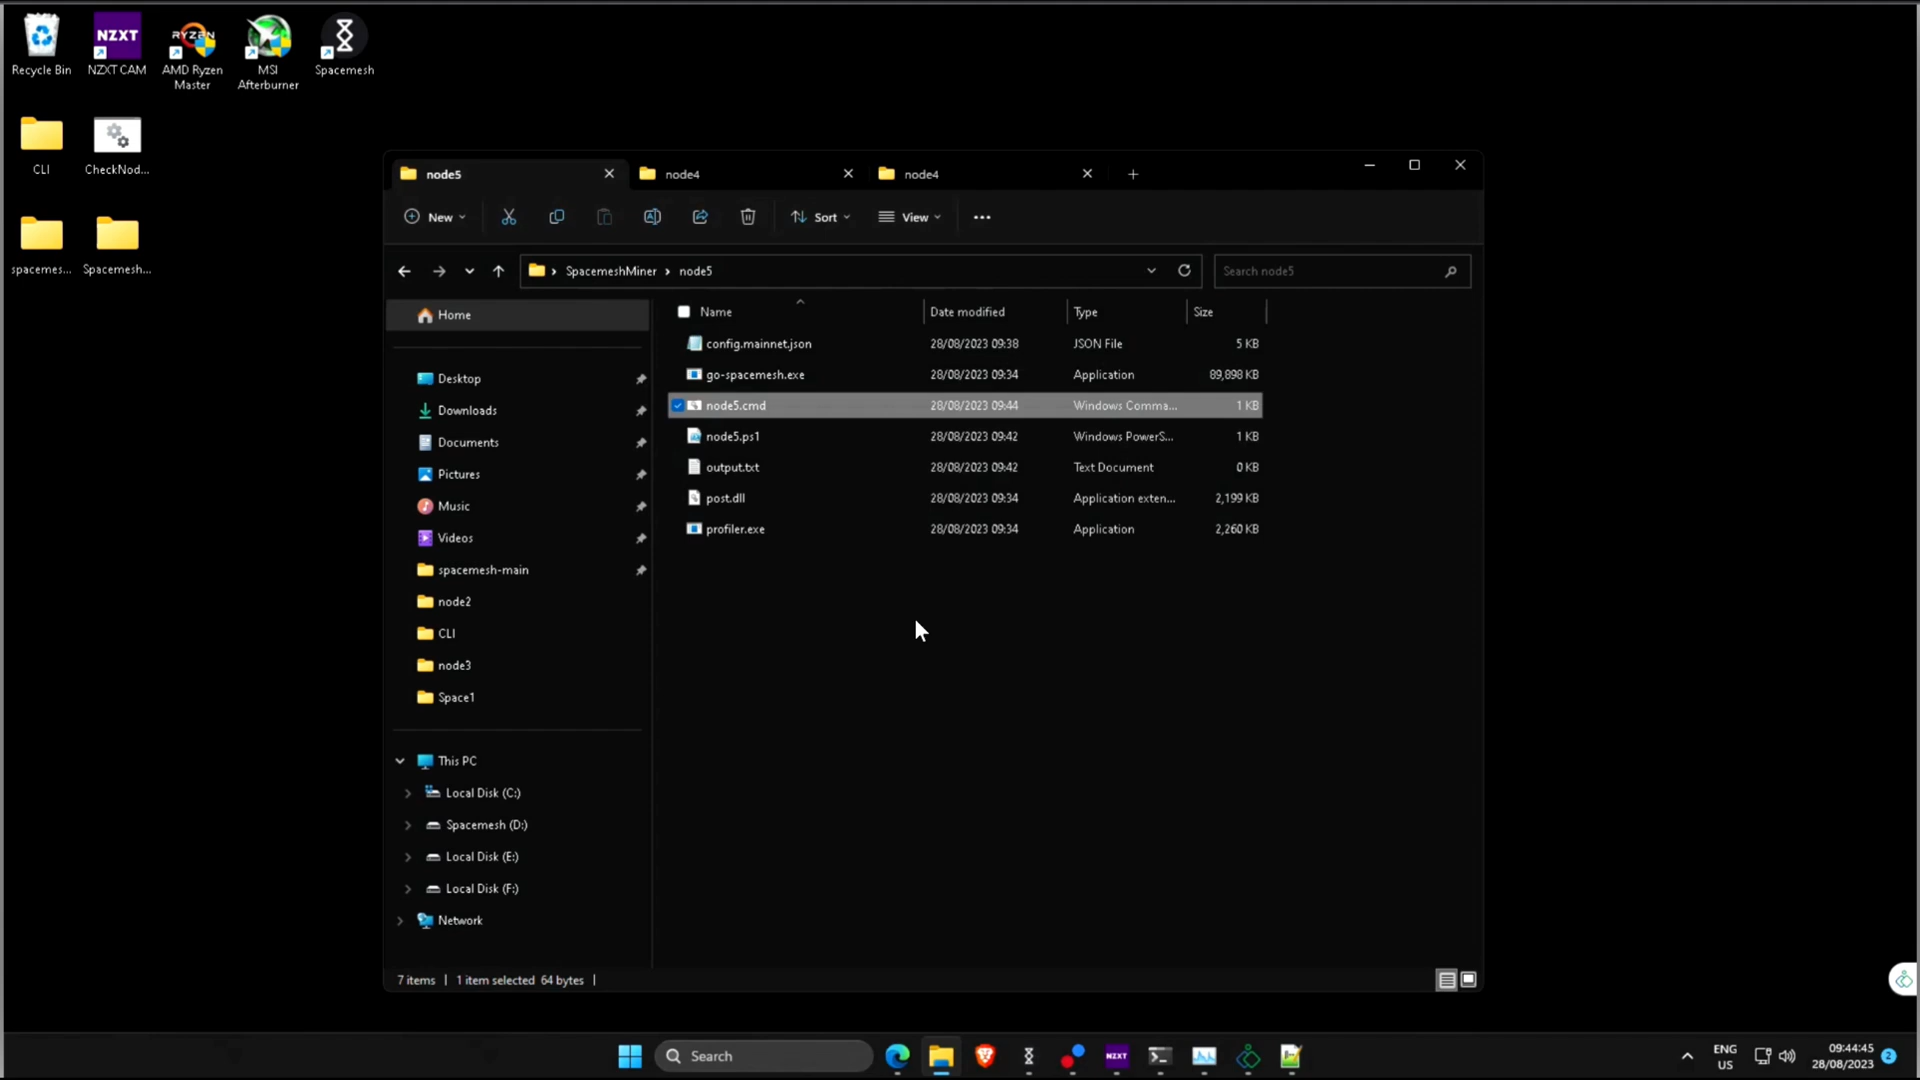 Recycle Bin
NZXT CAM
AMD Ryzen
Master
MSI
Afterburner
Spacemesh
CLI
CheckNod...
spacemes...
Spacemesh...
NZXT
RYZEN
node5
node4
node4
New
Sort
View
SpacemeshMiner
node5
Search node5
Home
Desktop
Downloads
Documents
Pictures
Music
Videos
spacemesh-main
node2
CLI
node3
Space1
This PC
Local Disk (C:)
Spacemesh (D:)
Local Disk (E:)
Local Disk (F:)
Network
Name Date modified Type Size
config.mainnet.json 28/08/2023 09:38 JSON File 5 KB
go-spacemesh.exe 28/08/2023 09:34 Application 89,898 KB
node5.cmd 28/08/2023 09:44 Windows Comma... 1 KB
node5.ps1 28/08/2023 09:42 Windows PowerS... 1 KB
output.txt 28/08/2023 09:42 Text Document 0 KB
post.dll 28/08/2023 09:34 Application exten... 2,199 KB
profiler.exe 28/08/2023 09:34 Application 2,260 KB
7 items 1 item selected 64 bytes
Search
NZXT
ENG
US
09:44:45
28/08/2023
2